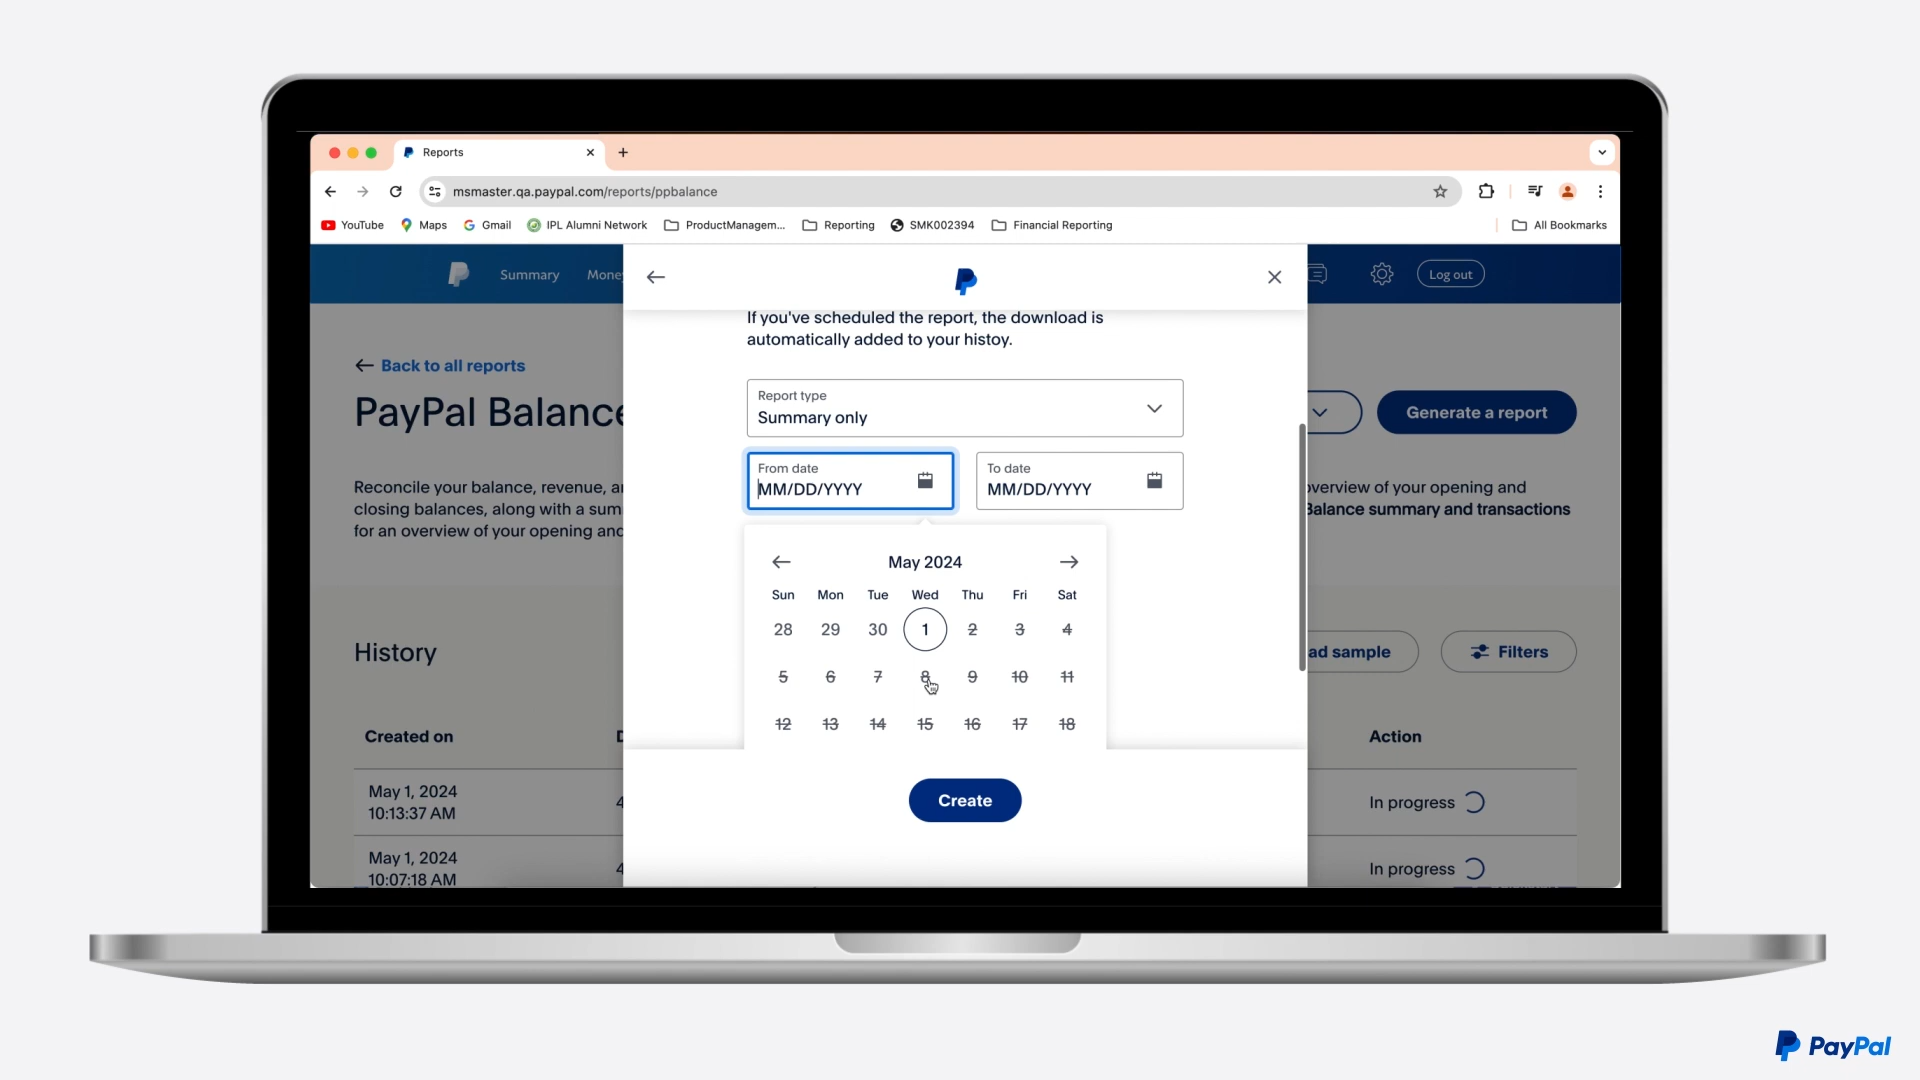 Reports
msmaster.qa.paypal.com/reports/ppbalance
YouTube Maps Gmail IPL Alumni Network ProductManagem... Reporting SMK002394 Financial Reporting All Bookmarks
Summary Money Log out
If you've scheduled the report, the download is
automatically added to your histoy.
Back to all reports
PayPal Balance
Generate a report
Report type
Summary only
From date
MM/DD/YYYY
To date
MM/DD/YYYY
Reconcile your balance, revenue, a
closing balances, along with a sum
for an overview of your opening and
overview of your opening and
Balance summary and transactions
May 2024
Sun Mon Tue Wed Thu Fri Sat
28 29 30 1 2 3 4
5 6 7 8 9 10 11
12 13 14 15 16 17 18
History
ad sample
Filters
Created on
D
Action
May 1, 2024
10:13:37 AM
4
In progress
May 1, 2024
10:07:18 AM
4
In progress
Create
PayPal